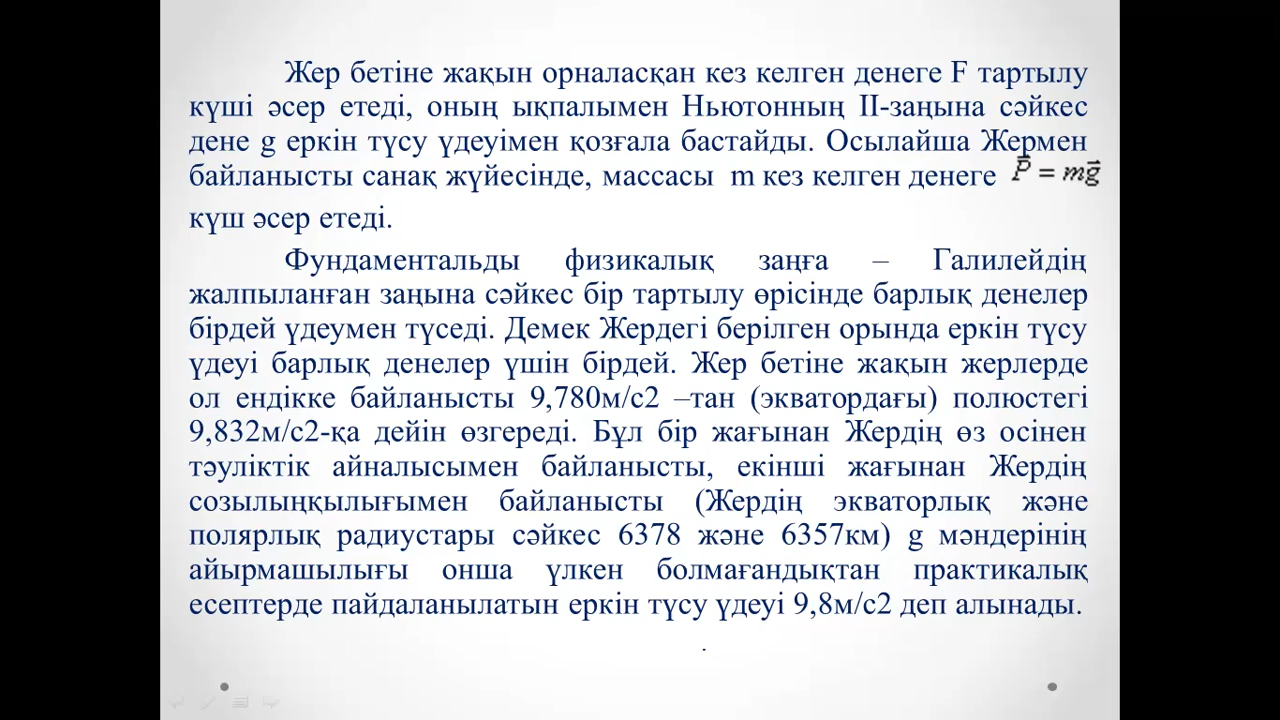 Жер бетіне жақын орналасқан кез келген денеге F тартылу
күші әсер етеді, оның ықпалымен Ньютонның II-заңына сәйкес
дене g еркін түсу үдеуімен қозғала бастайды. Осылайша Жермен
байланысты санақ жүйесінде, массасы m кез келген денеге P⃗ = mg⃗
күш әсер етеді.
Фундаментальды физикалық заңға – Галилейдің
жалпыланған заңына сәйкес бір тартылу өрісінде барлық денелер
бірдей үдеумен түседі. Демек Жердегі берілген орында еркін түсу
үдеуі барлық денелер үшін бірдей. Жер бетіне жақын жерлерде
ол ендікке байланысты 9,780м/с2 –тан (экватордағы) полюстегі
9,832м/с2-қа дейін өзгереді. Бұл бір жағынан Жердің өз осінен
тәуліктік айналысымен байланысты, екінші жағынан Жердің
созылыңқылығымен байланысты (Жердің экваторлық және
полярлық радиустары сәйкес 6378 және 6357км) g мәндерінің
айырмашылығы онша үлкен болмағандықтан практикалық
есептерде пайдаланылатын еркін түсу үдеуі 9,8м/с2 деп алынады.
.